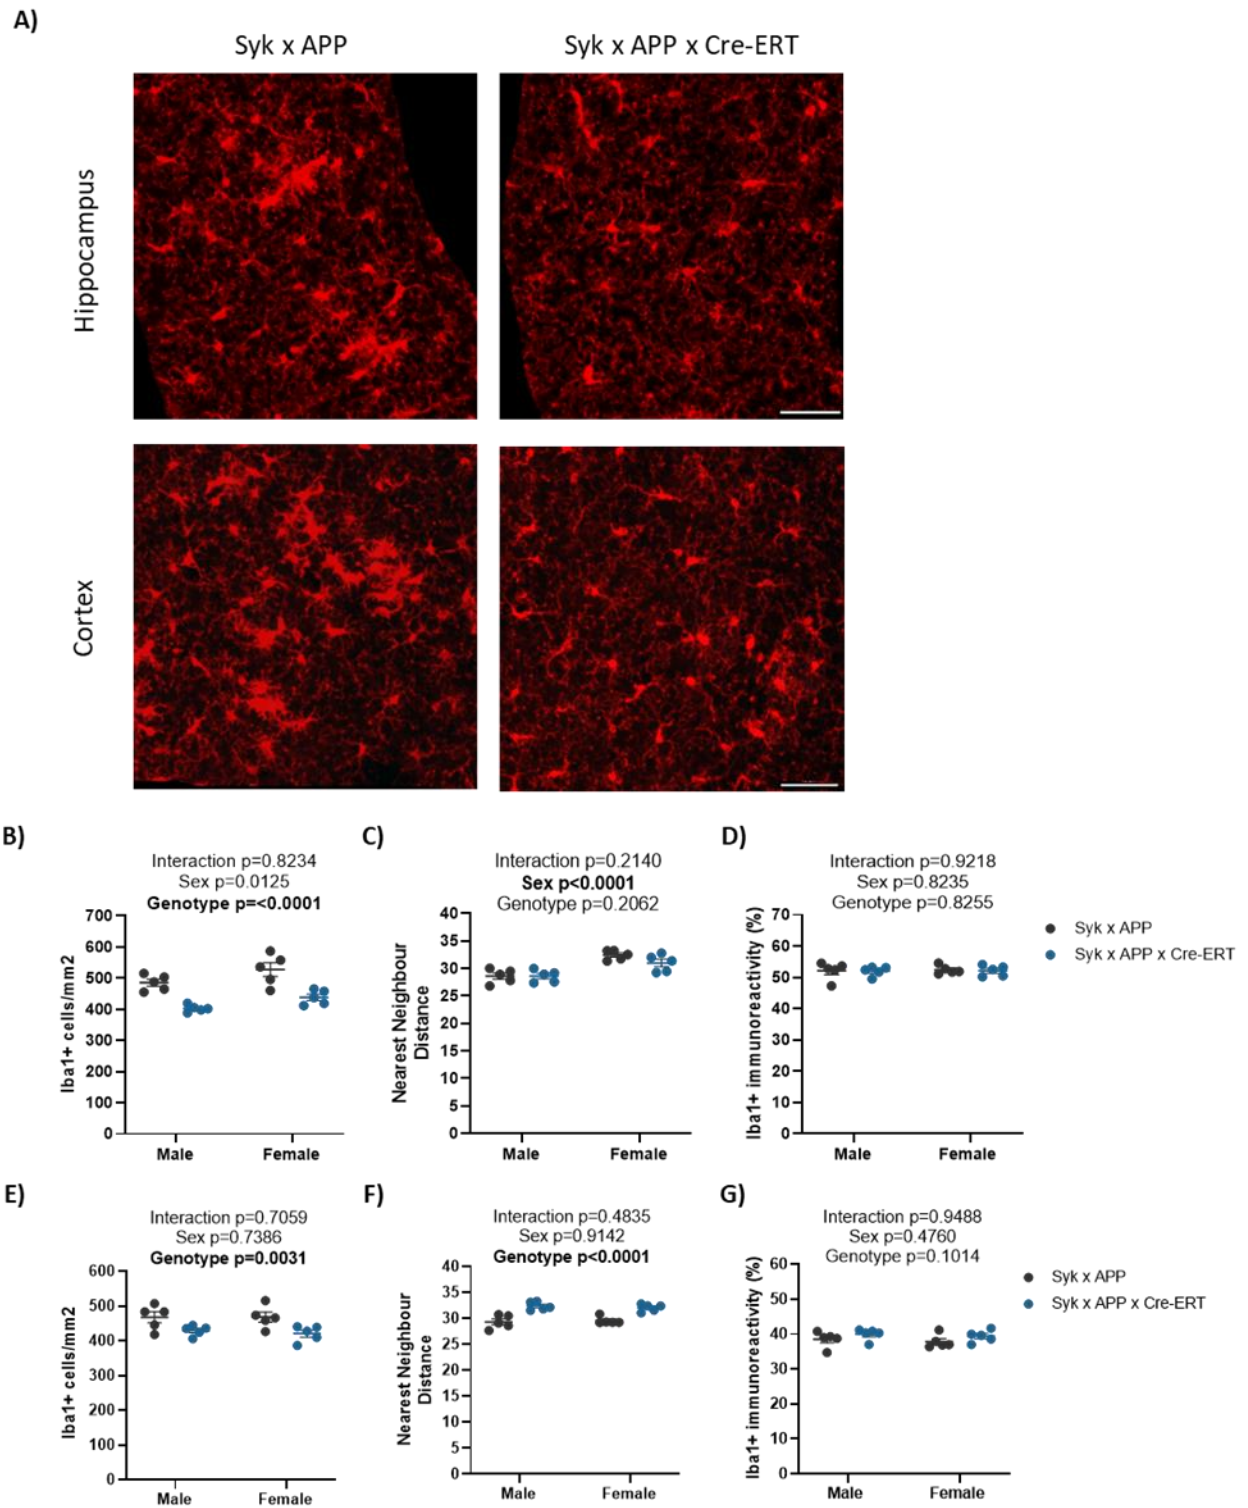 A)
Syk x APP
Syk x APP x Cre-ERT
Hippocampus
Cortex
B)
Interaction p=0.8234
Sex p=0.0125
Genotype p=<0.0001
Iba1+ cells/mm2
700
600
500
400
300
200
100
0
Male
Female
C)
Interaction p=0.2140
Sex p<0.0001
Genotype p=0.2062
Nearest Neighbour
Distance
40
35
30
25
20
15
10
5
0
Male
Female
D)
Interaction p=0.9218
Sex p=0.8235
Genotype p=0.8255
Iba1+ immunoreactivity (%)
70
60
50
40
30
20
10
0
Male
Female
Syk x APP
Syk x APP x Cre-ERT
E)
Interaction p=0.7059
Sex p=0.7386
Genotype p=0.0031
Iba1+ cells/mm2
600
500
400
300
200
100
0
Male
Female
F)
Interaction p=0.4835
Sex p=0.9142
Genotype p<0.0001
Nearest Neighbour
Distance
40
35
30
25
20
15
10
5
0
Male
Female
G)
Interaction p=0.9488
Sex p=0.4760
Genotype p=0.1014
Iba1+ immunoreactivity (%)
60
50
40
30
20
10
0
Male
Female
Syk x APP
Syk x APP x Cre-ERT